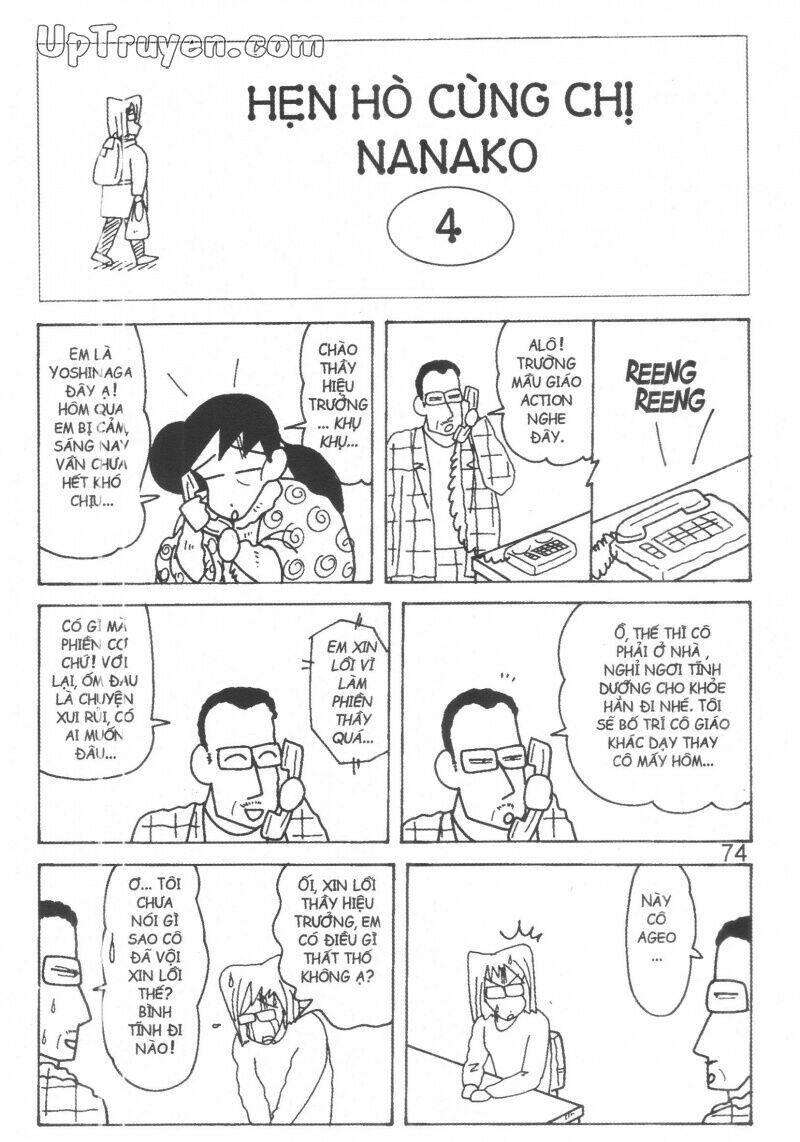 UpTruyen.com
HẸN HÒ CÙNG CHỊ
NANAKO
4
REENG
REENG
ALÔ!
TRƯỜNG
MẪU GIÁO
ACTION
NGHE
ĐÂY.
CHÀO
THẦY
HIỆU
TRƯỞNG
... KHỤ
KHỤ...
EM LÀ
YOSHINAGA
ĐÂY Ạ!
HÔM QUA
EM BỊ CẢM,
SÁNG NAY
VẪN CHƯA
HẾT KHÓ
CHỊU...
Ồ, THẾ THÌ CÔ
PHẢI Ở NHÀ,
NGHỈ NGƠI TĨNH
DƯỠNG CHO KHỎE
HẲN ĐI NHÉ. TÔI
SẼ BỐ TRÍ CÔ GIÁO
KHÁC DẠY THAY
CÔ MẤY HÔM...
EM XIN
LỖI VÌ
LÀM
PHIỀN
THẦY
QUÁ...
CÓ GÌ MÀ
PHIỀN CƠ
CHỨ! VỚI
LẠI, ỐM ĐAU
LÀ CHUYỆN
XUI RỦI, CÓ
AI MUỐN
ĐÂU...
74
NÀY
CÔ
AGEO
...
ỐI, XIN LỖI
THẦY HIỆU
TRƯỞNG, EM
CÓ ĐIỀU GÌ
THẤT THỐ
KHÔNG Ạ?
Ơ... TÔI
CHƯA
NÓI GÌ
SAO CÔ
ĐÃ VỘI
XIN LỖI
THẾ?
BÌNH
TĨNH ĐI
NÀO!